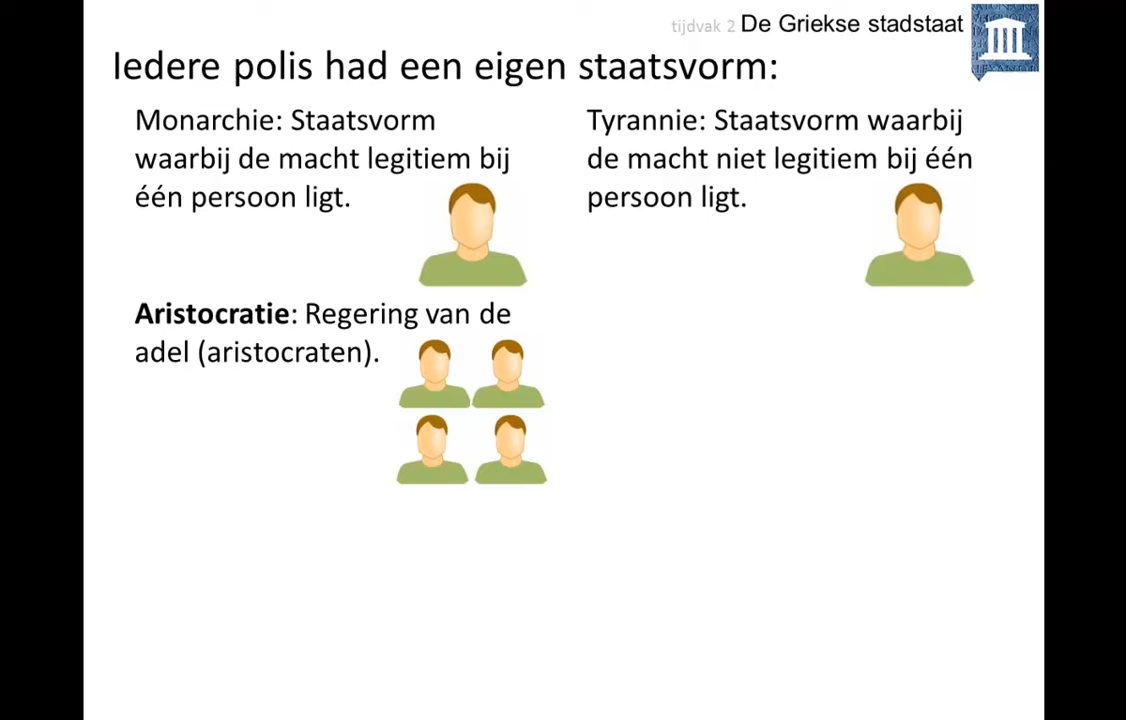 tijdvak 2 De Griekse stadstaat
Iedere polis had een eigen staatsvorm:
Monarchie: Staatsvorm
waarbij de macht legitiem bij
één persoon ligt.
Tyrannie: Staatsvorm waarbij
de macht niet legitiem bij één
persoon ligt.
Aristocratie: Regering van de
adel (aristocraten).